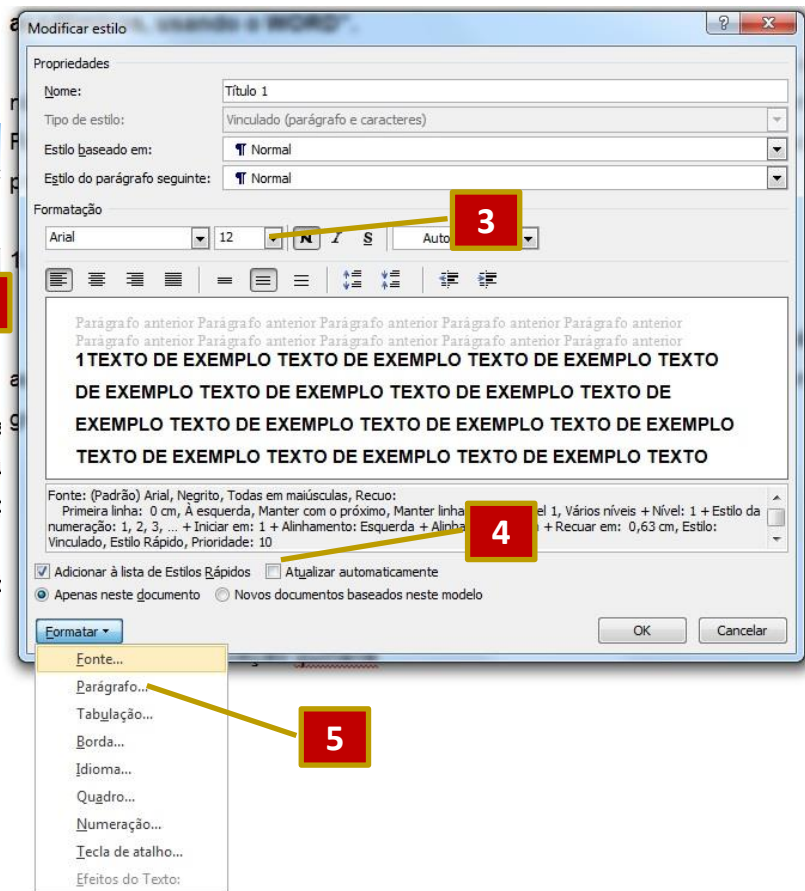 a , usando o WORD".
Modificar estilo
Propriedades
Nome: Título 1
Tipo de estilo: Vinculado (parágrafo e caracteres)
Estilo baseado em: ¶ Normal
Estilo do parágrafo seguinte: ¶ Normal
Formatação
3
Arial 12 N I S Auto
Parágrafo anterior Parágrafo anterior Parágrafo anterior Parágrafo anterior Parágrafo anterior
Parágrafo anterior Parágrafo anterior Parágrafo anterior Parágrafo anterior Parágrafo anterior
1TEXTO DE EXEMPLO TEXTO DE EXEMPLO TEXTO DE EXEMPLO TEXTO
DE EXEMPLO TEXTO DE EXEMPLO TEXTO DE EXEMPLO TEXTO DE
EXEMPLO TEXTO DE EXEMPLO TEXTO DE EXEMPLO TEXTO DE EXEMPLO
TEXTO DE EXEMPLO TEXTO DE EXEMPLO TEXTO DE EXEMPLO TEXTO
Fonte: (Padrão) Arial, Negrito, Todas em maiúsculas, Recuo:
Primeira linha: 0 cm, À esquerda, Manter com o próximo, Manter linha el 1, Vários níveis + Nível: 1 + Estilo da
numeração: 1, 2, 3, ... + Iniciar em: 1 + Alinhamento: Esquerda + Alinha + Recuar em: 0,63 cm, Estilo:
Vinculado, Estilo Rápido, Prioridade: 10
4
Adicionar à lista de Estilos Rápidos Atualizar automaticamente
Apenas neste documento Novos documentos baseados neste modelo
Formatar OK Cancelar
Fonte...
Parágrafo...
Tabulação...
5
Borda...
Idioma...
Quadro...
Numeração...
Tecla de atalho...
Efeitos do Texto: